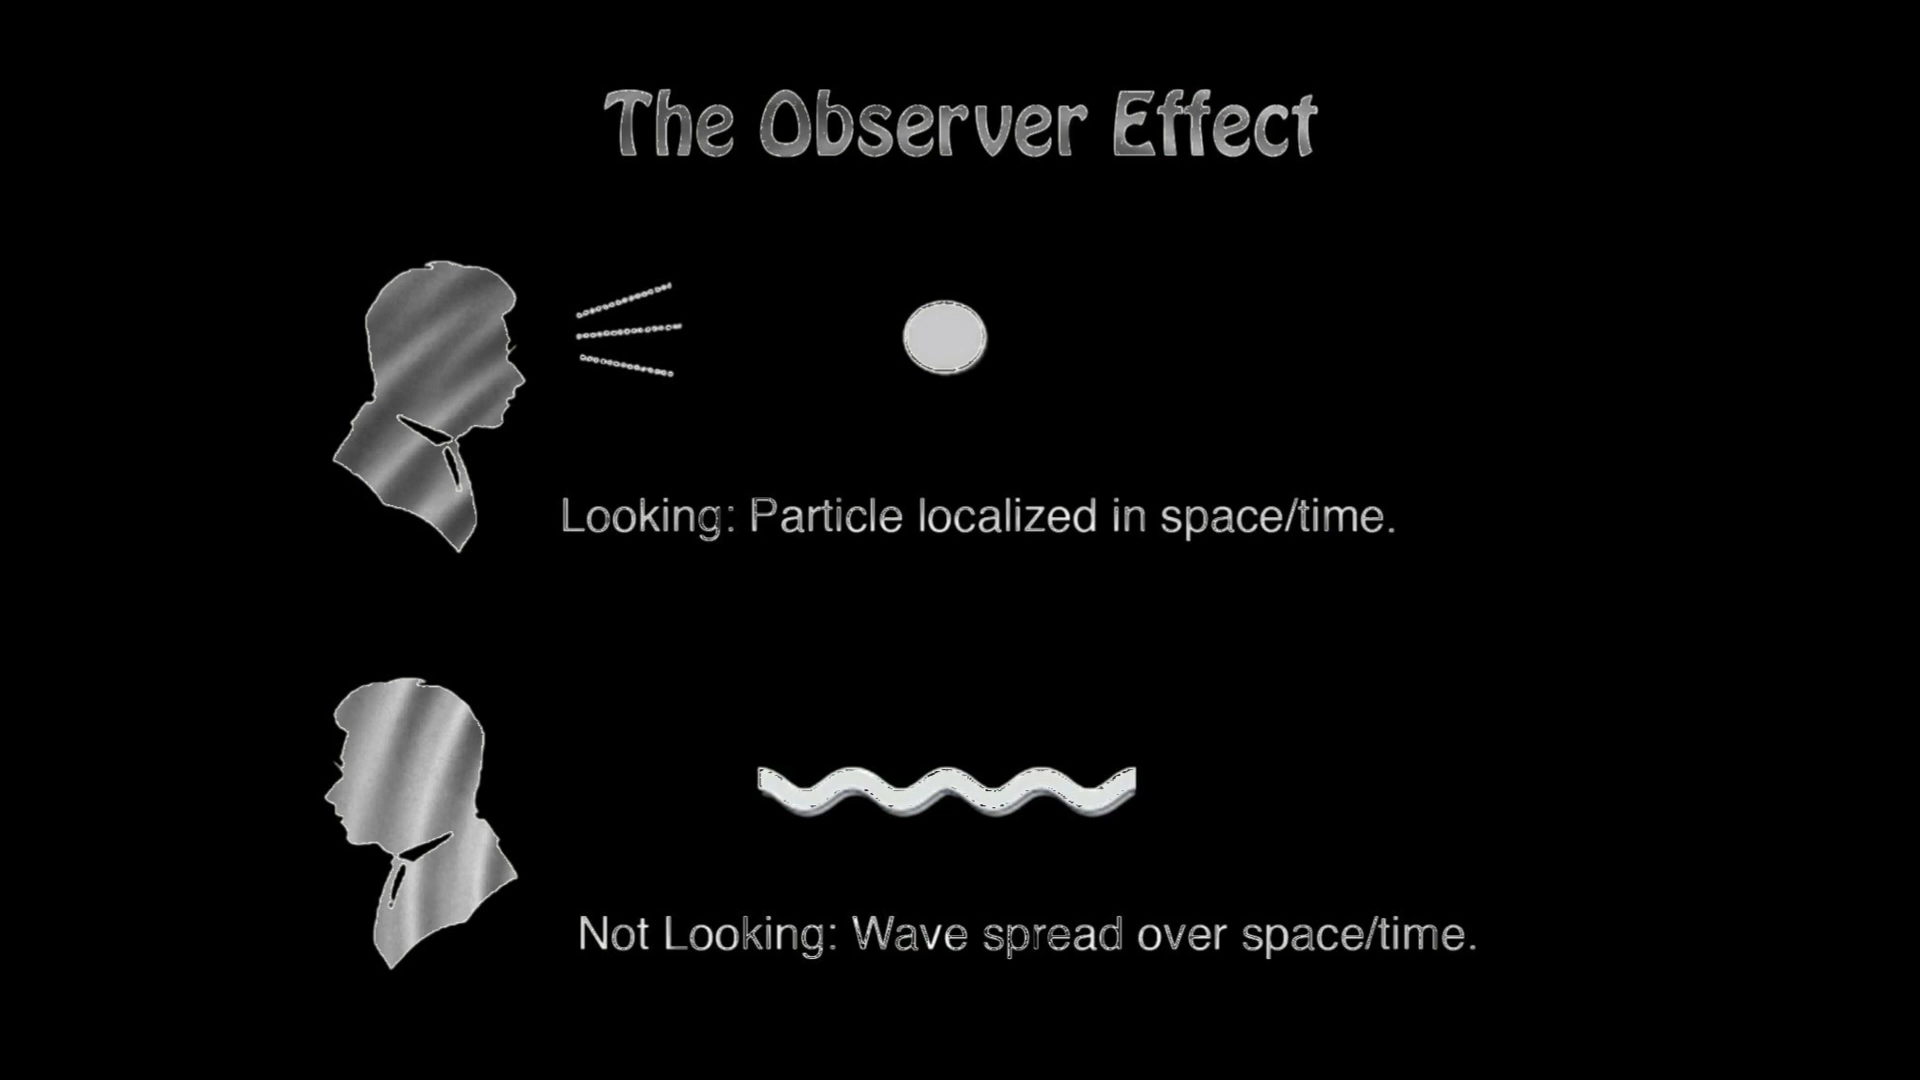 The Observer Effect
Looking: Particle localized in space/time.
Not Looking: Wave spread over space/time.